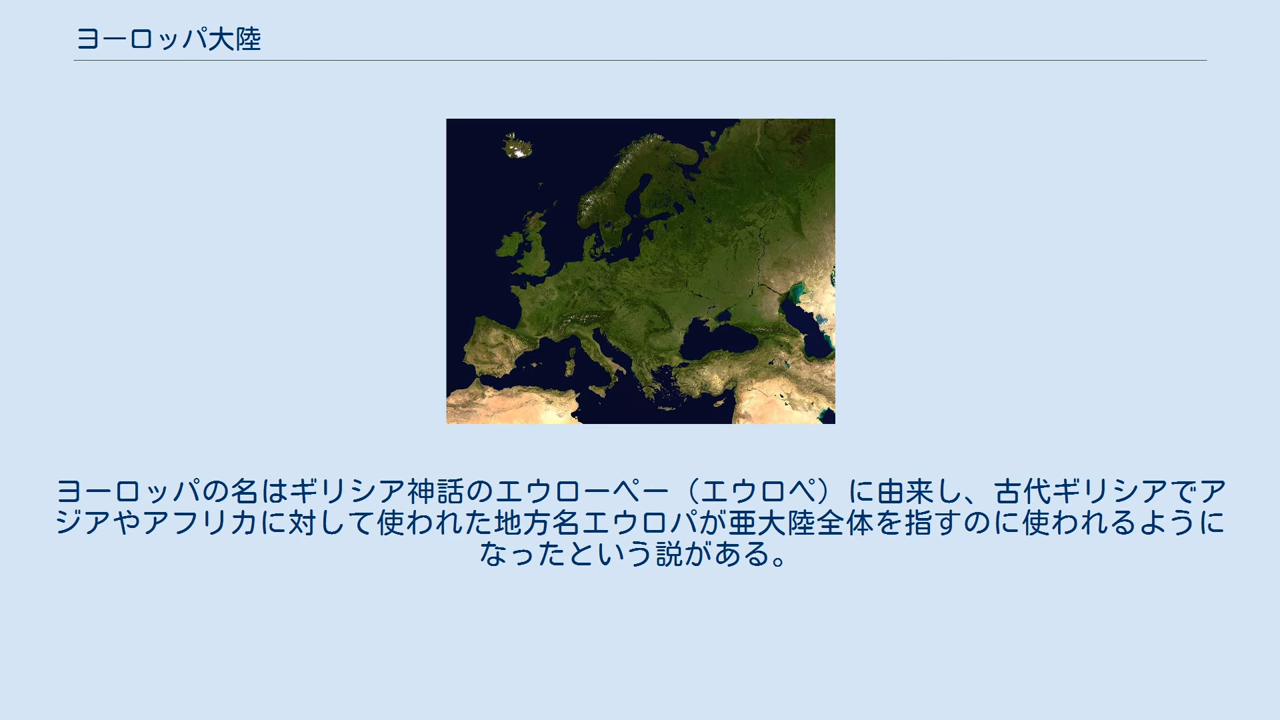 ヨーロッパ大陸
ヨーロッパの名はギリシア神話のエウローペー（エウロペ）に由来し、古代ギリシアでア
ジアやアフリカに対して使われた地方名エウロパが亜大陸全体を指すのに使われるように
なったという説がある。